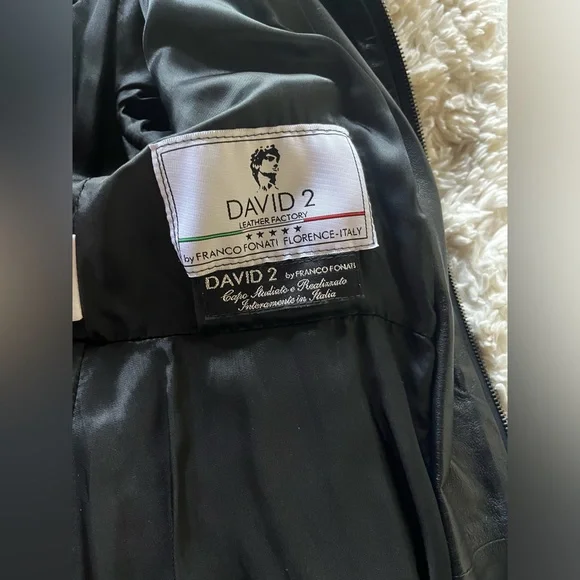 DAVID 2
LEATHER FACTORY
★★★★★
by FRANCO FONATI FLORENCE-ITALY
DAVID 2 by FRANCO FONATI
Capo Studiato e Realizzato
Interamente in Italia